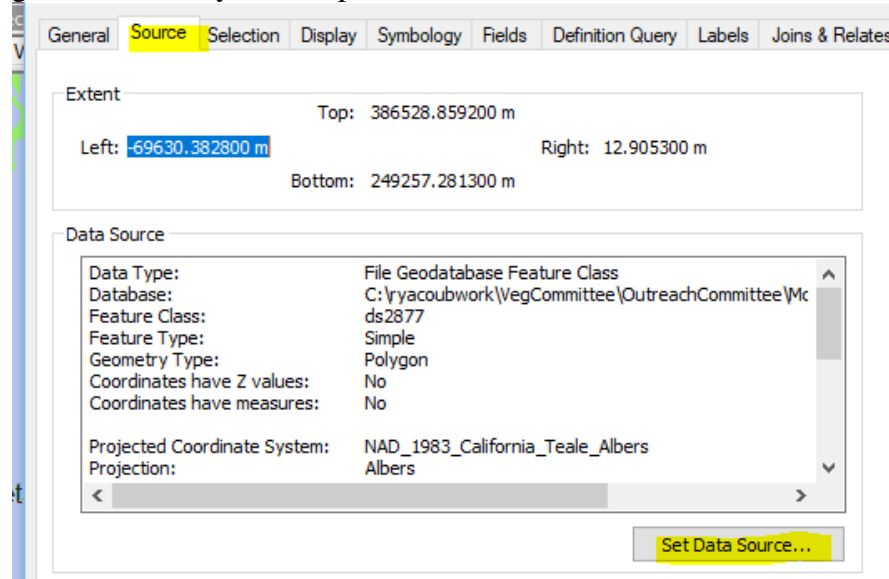 General Source Selection Display Symbology Fields Definition Query Labels Joins & Relates
Extent
Top: 386528.859200 m
Left: -69630.382800 m Right: 12.905300 m
Bottom: 249257.281300 m
Data Source
Data Type: File Geodatabase Feature Class
Database: C:\ryacoubwork\VegCommittee\OutreachCommittee\Mc
Feature Class: ds2877
Feature Type: Simple
Geometry Type: Polygon
Coordinates have Z values: No
Coordinates have measures: No
Projected Coordinate System: NAD_1983_California_Teale_Albers
Projection: Albers
Set Data Source...